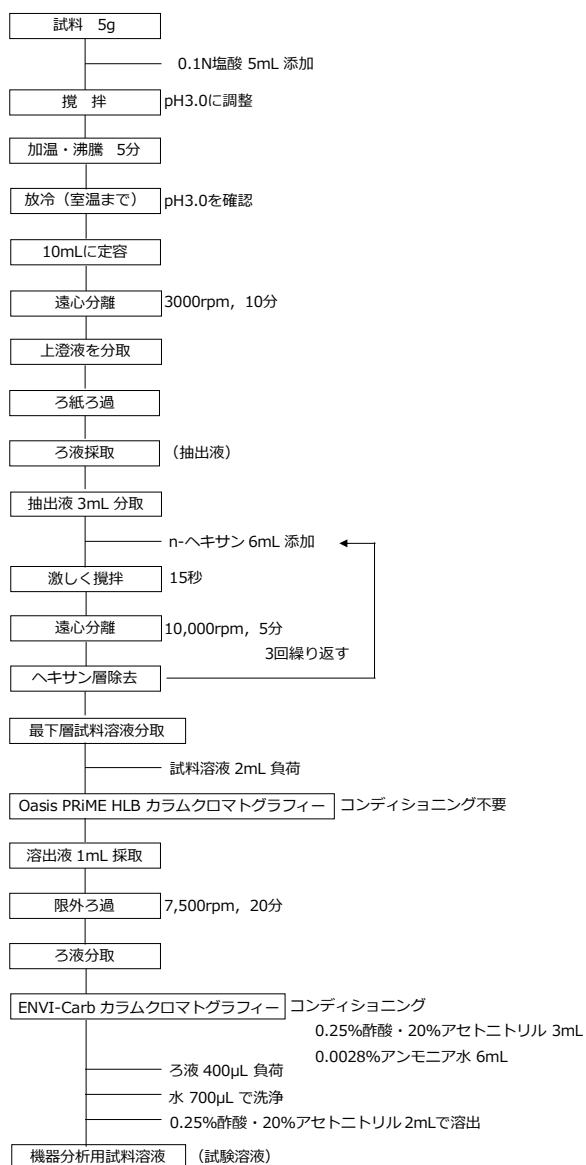 試料 5g
0.1N塩酸 5mL 添加
撹 拌 pH3.0に調整
加温・沸騰 5分
放冷（室温まで） pH3.0を確認
10mLに定容
遠心分離 3000rpm，10分
上澄液を分取
ろ紙ろ過
ろ液採取 （抽出液）
抽出液 3mL 分取
n-ヘキサン 6mL 添加
激しく攪拌 15秒
遠心分離 10,000rpm，5分
3回繰り返す
ヘキサン層除去
最下層試料溶液分取
試料溶液 2mL 負荷
Oasis PRiME HLB カラムクロマトグラフィー コンディショニング不要
溶出液 1mL 採取
限外ろ過 7,500rpm，20分
ろ液分取
ENVI-Carb カラムクロマトグラフィー コンディショニング
0.25%酢酸・20%アセトニトリル 3mL
0.0028%アンモニア水 6mL
ろ液 400µL 負荷
水 700µL で洗浄
0.25%酢酸・20%アセトニトリル 2mLで溶出
機器分析用試料溶液 （試験溶液）